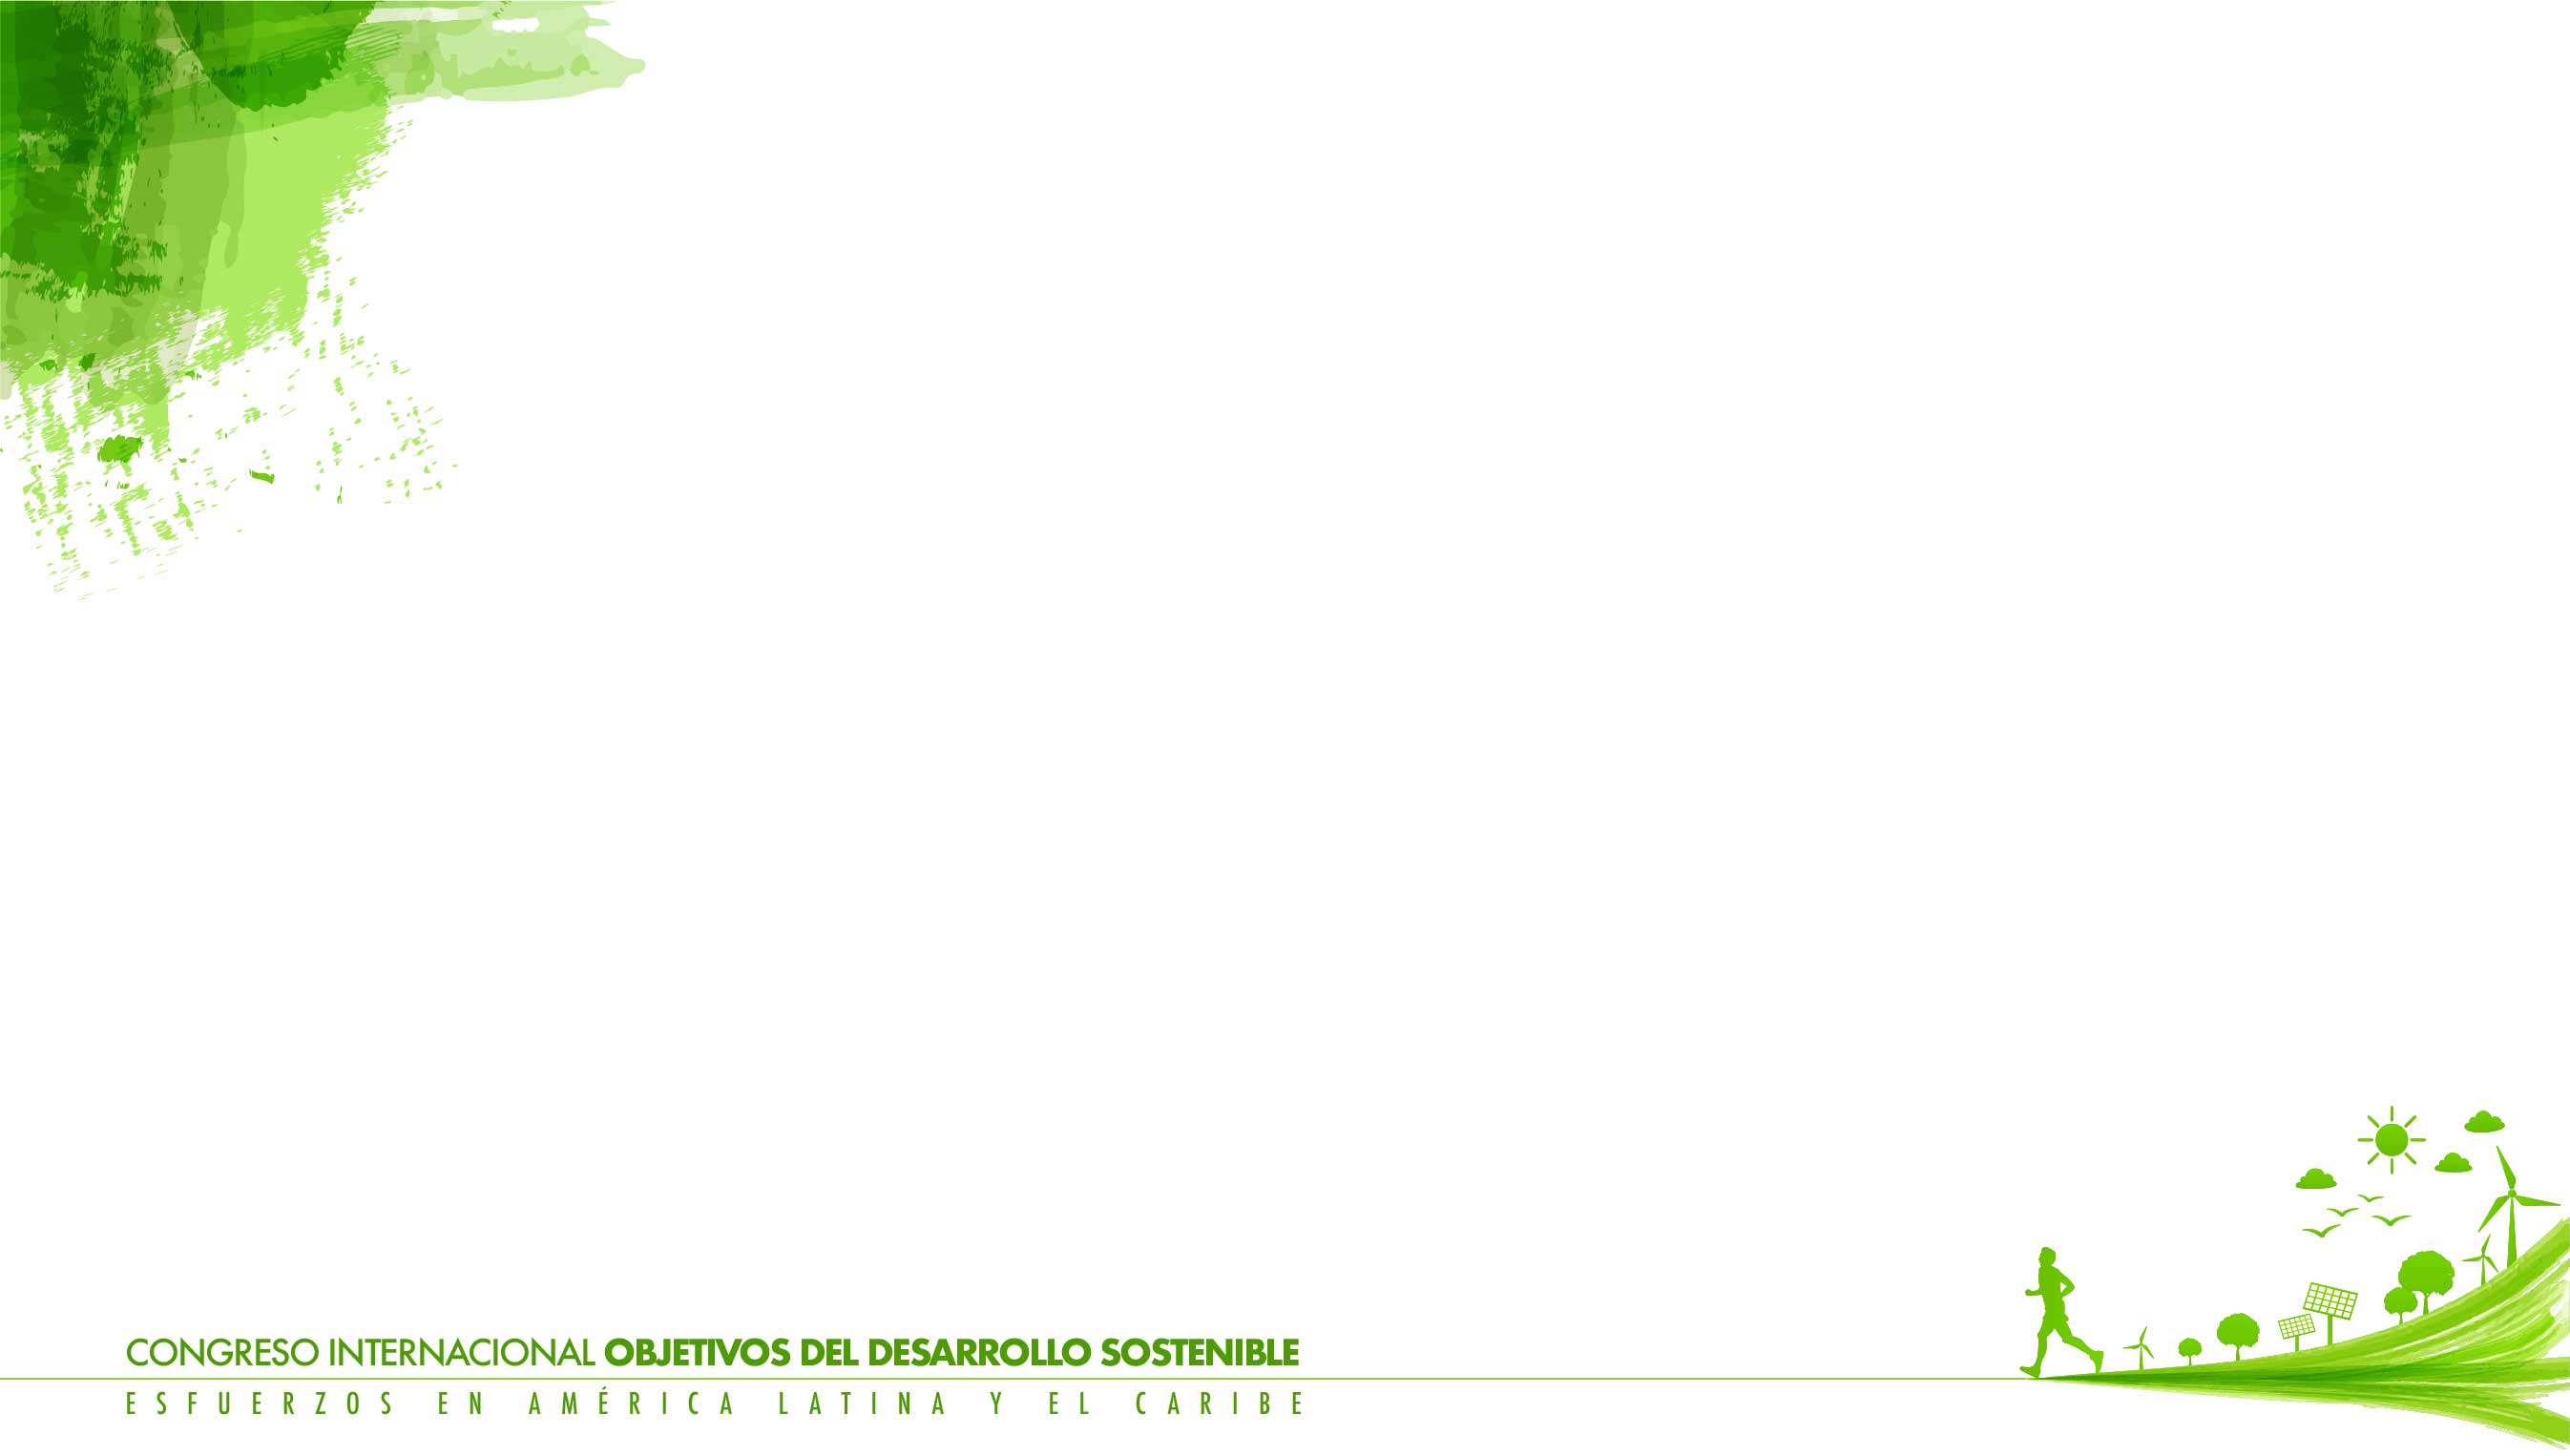 CONGRESO INTERNACIONAL OBJETIVOS DEL DESARROLLO SOSTENIBLE
ESFUERZOS EN AMÉRICA LATINA Y EL CARIBE